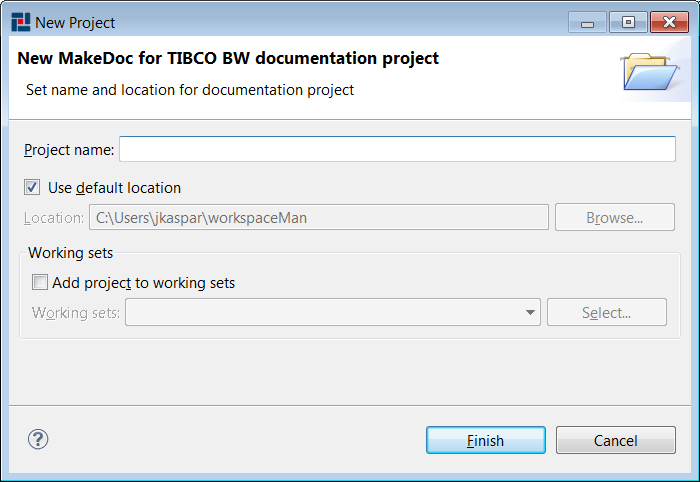 New Project
New MakeDoc for TIBCO BW documentation project
Set name and location for documentation project
Project name:
Use default location
Location: C:\Users\jkaspar\workspaceMan Browse...
Working sets
Add project to working sets
Working sets: Select...
? Finish Cancel